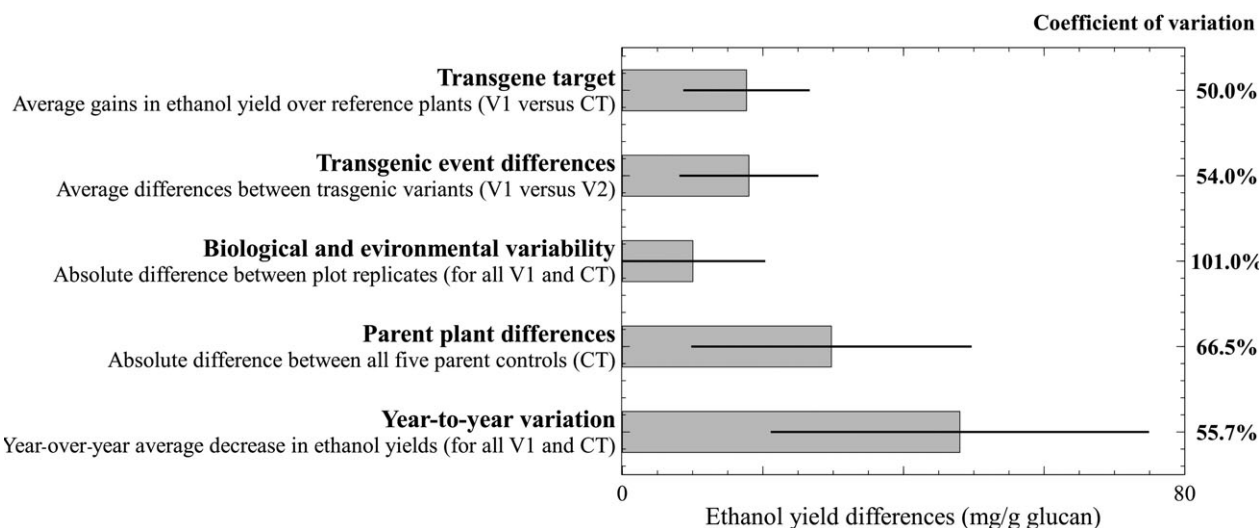 Coefficient of variation
Transgene target
Average gains in ethanol yield over reference plants (V1 versus CT)
50.0%
Transgenic event differences
Average differences between trasgenic variants (V1 versus V2)
54.0%
Biological and evironmental variability
Absolute difference between plot replicates (for all V1 and CT)
101.0%
Parent plant differences
Absolute difference between all five parent controls (CT)
66.5%
Year-to-year variation
Year-over-year average decrease in ethanol yields (for all V1 and CT)
55.7%
0 80
Ethanol yield differences (mg/g glucan)